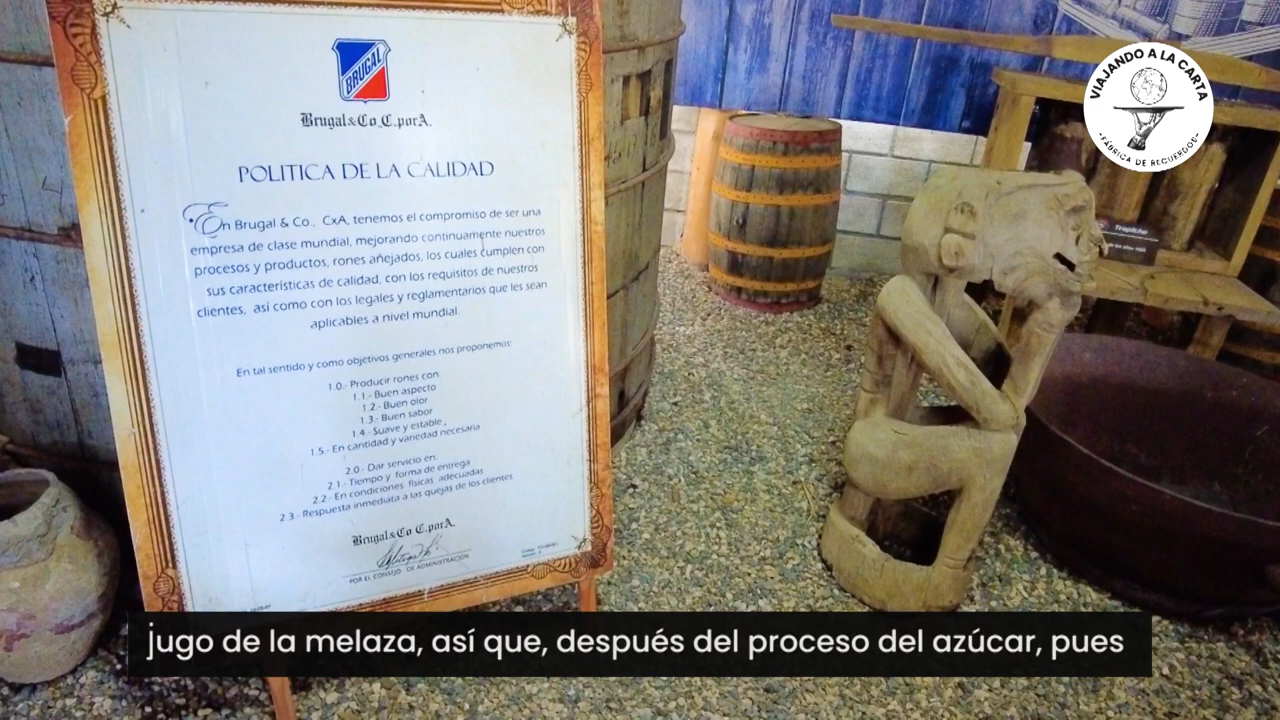 BRUGAL
Brugal & Co. C. por A.
POLITICA DE LA CALIDAD
En Brugal & Co., CxA, tenemos el compromiso de ser una
empresa de clase mundial, mejorando continuamente nuestros
procesos y productos, rones añejados, los cuales cumplen con
sus características de calidad, con los requisitos de nuestros
clientes, así como con los legales y reglamentarios que les sean
aplicables a nivel mundial.
En tal sentido y como objetivos generales nos proponemos:
1.0.- Producir rones con:
1.1.- Buen aspecto
1.2.- Buen olor
1.3.- Buen sabor
1.4.- Suave y estable.
1.5.- En cantidad y variedad necesaria
2.0.- Dar servicio en:
2.1.- Tiempo y forma de entrega
2.2.- En condiciones físicas adecuadas
2.3.- Respuesta inmediata a las quejas de los clientes
Brugal & Co C. por A.
POR EL CONSEJO DE ADMINISTRACIÓN
VIAJANDO A LA CARTA
-FÁBRICA DE RECUERDOS-
Trapiche
jugo de la melaza, así que, después del proceso del azúcar, pues